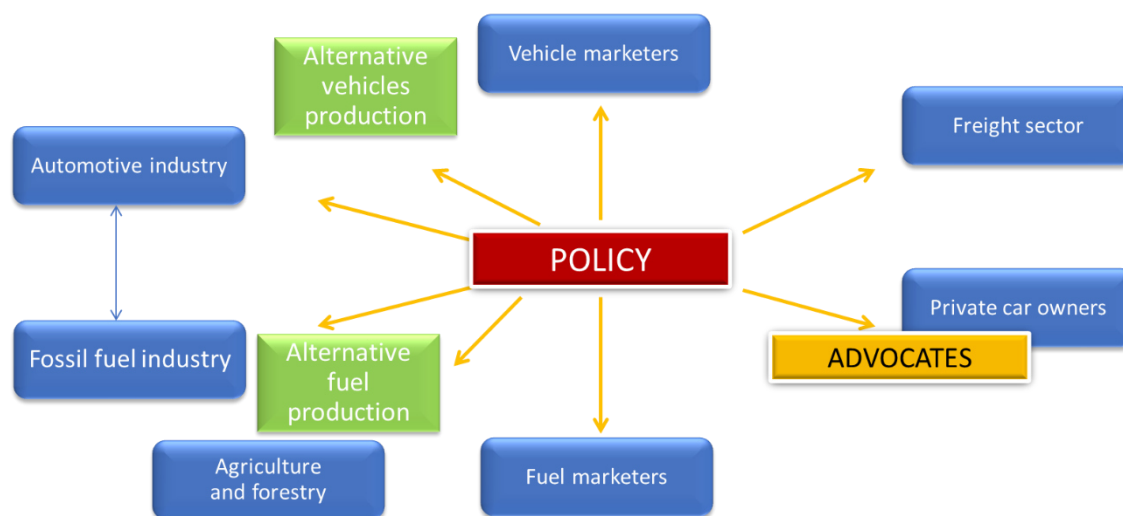 Alternative
vehicles
production
Vehicle marketers
Freight sector
Automotive industry
POLICY
Private car owners
ADVOCATES
Fossil fuel industry
Alternative
fuel
production
Agriculture
and forestry
Fuel marketers